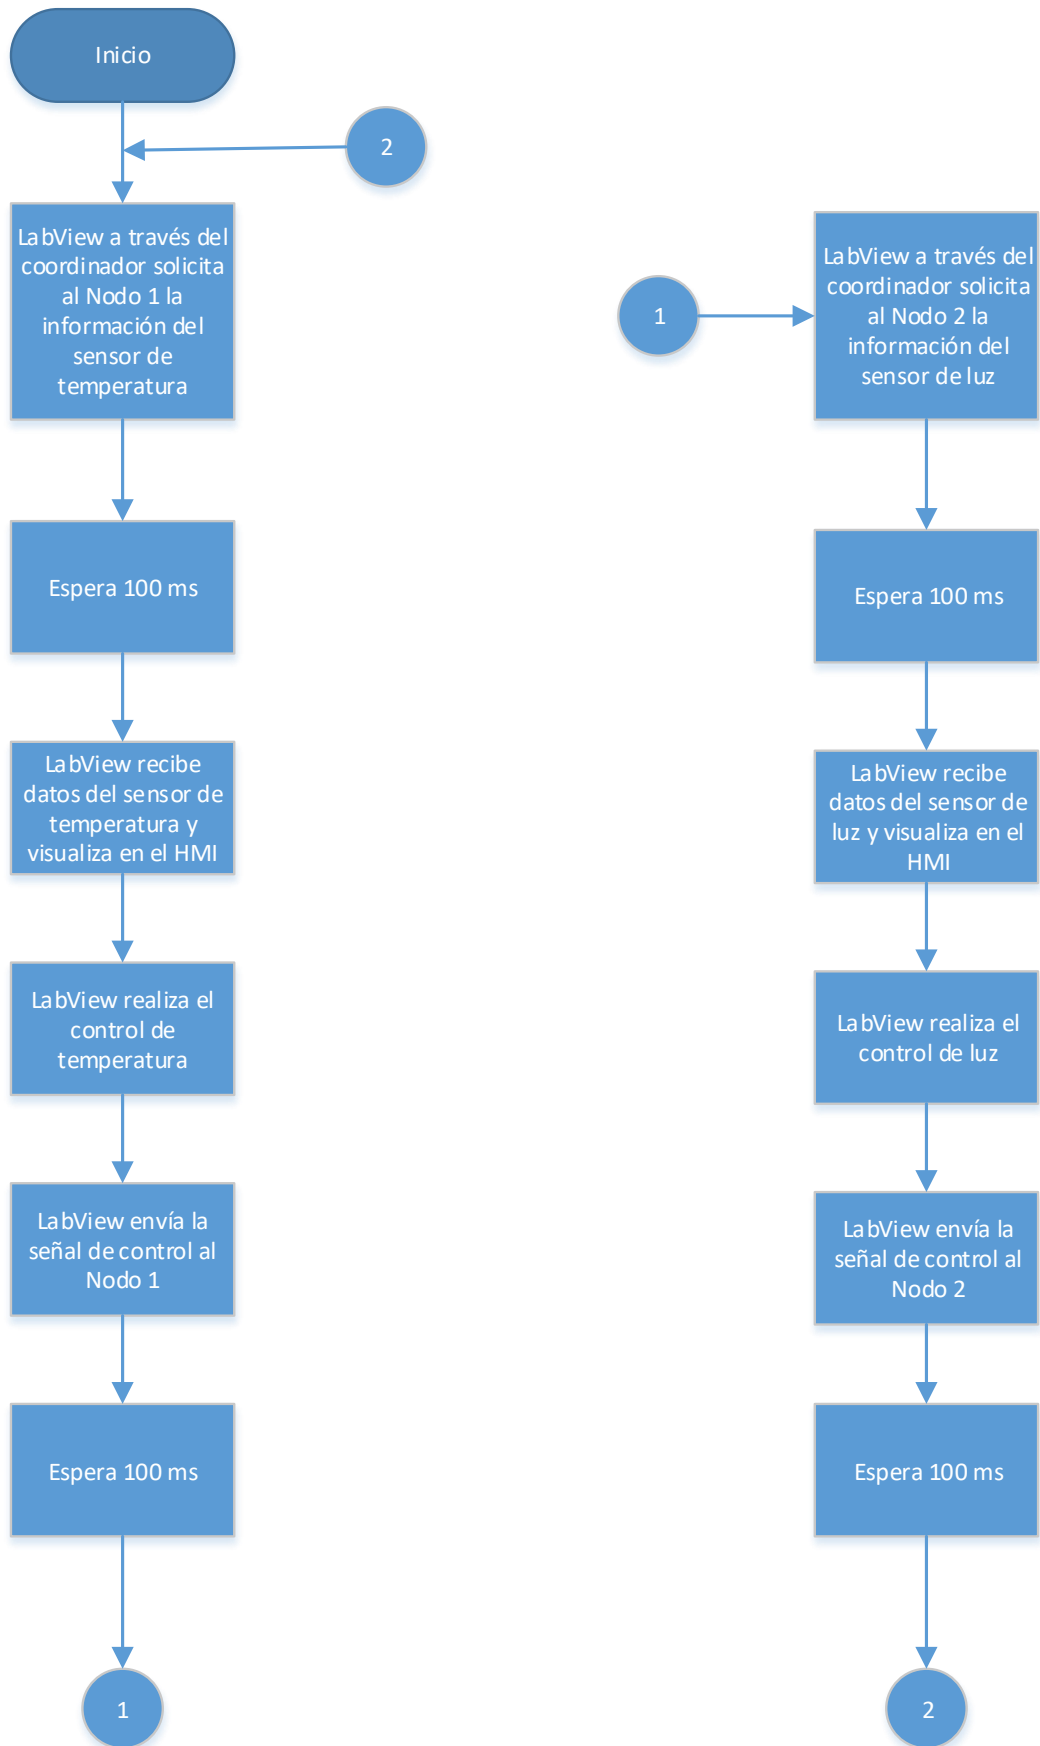 Inicio
2
LabView a través del
coordinador solicita
al Nodo 1 la
información del
sensor de
temperatura
Espera 100 ms
LabView recibe
datos del sensor de
temperatura y
visualiza en el HMI
LabView realiza el
control de
temperatura
LabView envía la
señal de control al
Nodo 1
Espera 100 ms
1
1
LabView a través del
coordinador solicita
al Nodo 2 la
información del
sensor de luz
Espera 100 ms
LabView recibe
datos del sensor de
luz y visualiza en el
HMI
LabView realiza el
control de luz
LabView envía la
señal de control al
Nodo 2
Espera 100 ms
2